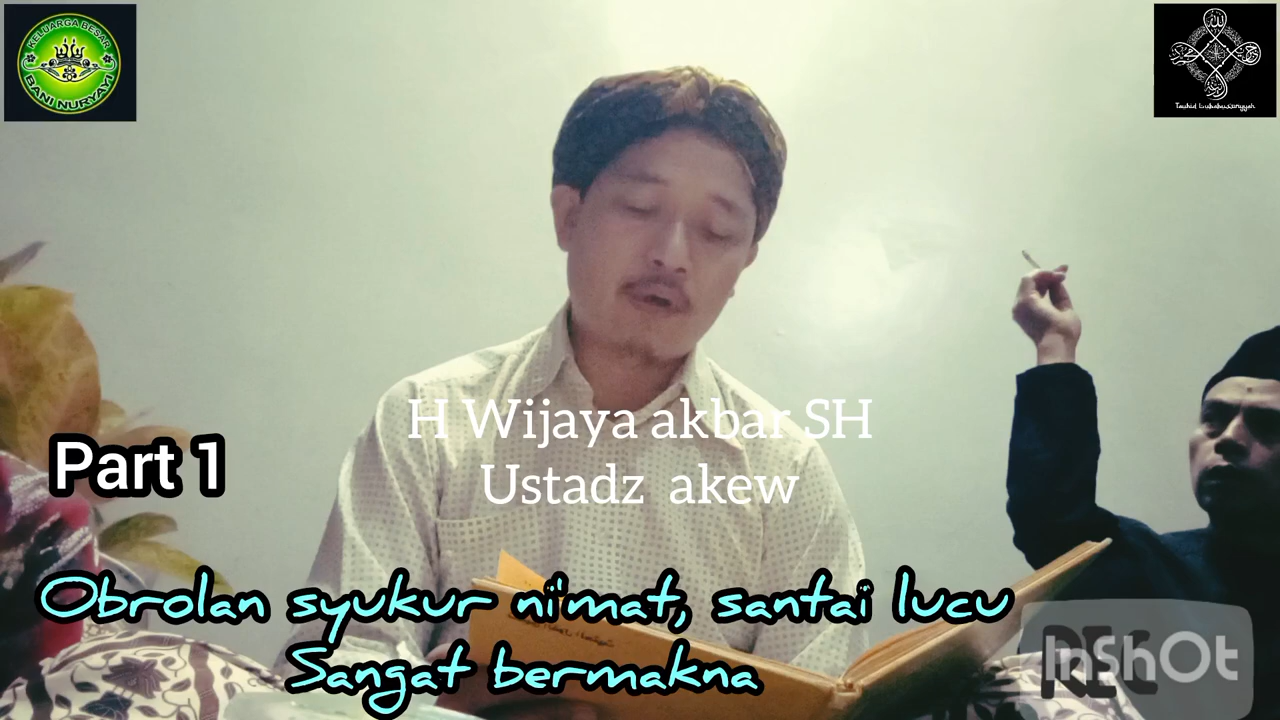 KELUARGA BESAR
BANI NURYAYI
H Wijaya akbar SH
Ustadz akew
Part 1
Obrolan syukur ni'mat, santai lucu
Sangat bermakna
InShOt